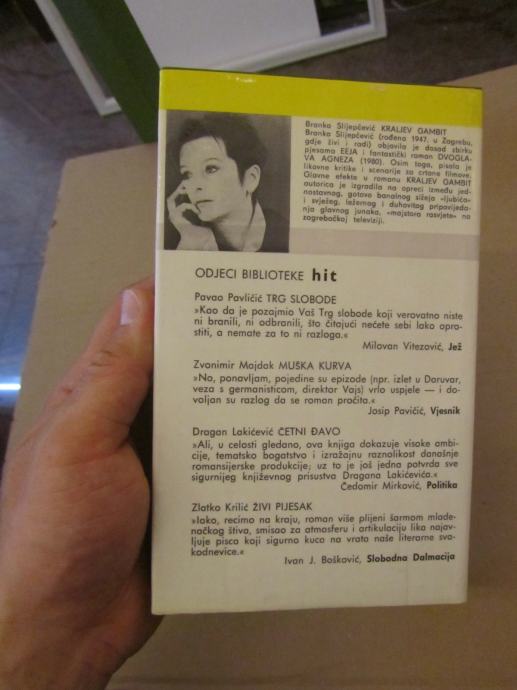 Branka Slijepčević KRALJEV GAMBIT
Branka Slijepčević (rođena 1947. u Zagrebu,
gdje živi i radi) objavila je dosad zbirku
pjesama EEJA i fantastički roman DVOGLA-
VA AGNEZA (1980). Osim toga, pisala je
likovne kritike i scenarije za crtane filmove.
Glavne efekte u romanu KRALJEV GAMBIT
autorica je izgradila na opreci između jed-
nostavnog, gotovo banalnog sižeja »ljubića«
i svježeg, ležernog i duhovitog pripovijeda-
nja glavnog junaka, »majstora rasvjete« na
zagrebačkoj televiziji.
ODJECI BIBLIOTEKE hit
Pavao Pavličić TRG SLOBODE
»Kao da je pozajmio Vaš Trg slobode koji verovatno niste
ni branili, ni odbranili, što čitajući nećete sebi lako opro-
stiti, a nemate za to ni razloga.«
Milovan Vitezović, Jež
Zvonimir Majdak MUŠKA KURVA
»No, ponavljam, pojedine su epizode (npr. izlet u Daruvar,
veza s germanisticom, direktor Vajs) vrlo uspjele — i do-
voljan su razlog da se roman pročita.«
Josip Pavičić, Vjesnik
Dragan Lakićević ČETNI ĐAVO
»Ali, u celosti gledano, ova knjiga dokazuje visoke ambi-
cije, tematsko bogatstvo i izražajnu raznolikost današnje
romansijerske produkcije; uz to je još jedna potvrda sve
sigurnijeg književnog prisustva Dragana Lakićevića.«
Čedomir Mirković, Politika
Zlatko Krilić ŽIVI PIJESAK
»Iako, recimo na kraju, roman više plijeni šarmom mlade-
načkog štiva, smisao za atmosferu i artikulaciju lika najav-
ljuje pisca koji sigurno kuca na vrata naše literarne sva-
kodnevice.«
Ivan J. Bošković, Slobodna Dalmacija